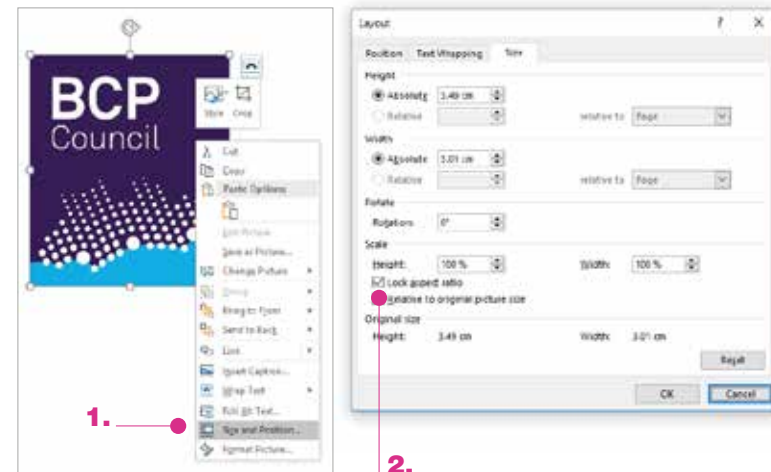 BCP
Council
Style Crop
Cut
Copy
Paste Options
Edit Picture
Save as Picture...
Change Picture
Group
Bring to Front
Send to Back
Link
Insert Caption...
Wrap Text
Edit Alt Text...
Size and Position...
Format Picture...
1.
Layout ? X
Position Text Wrapping Size
Height
Absolute 3.49 cm
Relative relative to Page
Width
Absolute 3.01 cm
Relative relative to Page
Rotate
Rotation: 0°
Scale
Height: 100 % Width: 100 %
Lock aspect ratio
Relative to original picture size
Original size
Height: 3.49 cm Width: 3.01 cm
Reset
OK Cancel
2.